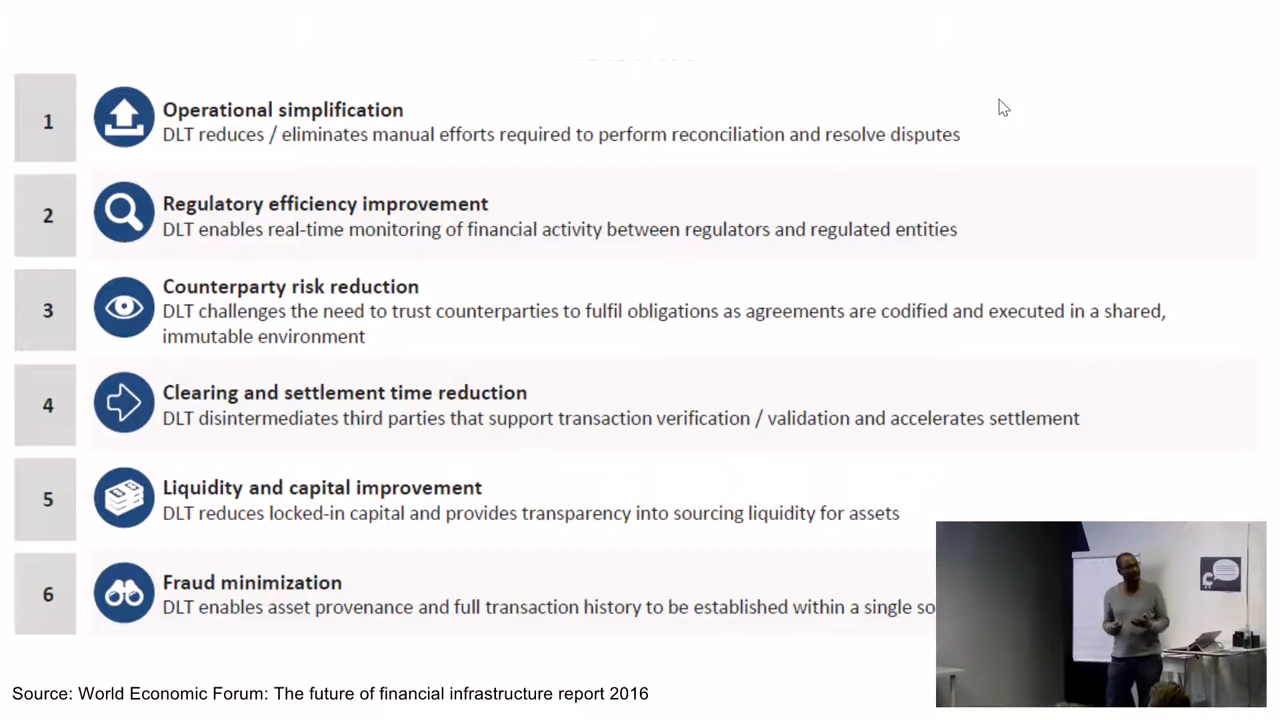 1
Operational simplification
DLT reduces / eliminates manual efforts required to perform reconciliation and resolve disputes
2
Regulatory efficiency improvement
DLT enables real-time monitoring of financial activity between regulators and regulated entities
3
Counterparty risk reduction
DLT challenges the need to trust counterparties to fulfil obligations as agreements are codified and executed in a shared,
immutable environment
4
Clearing and settlement time reduction
DLT disintermediates third parties that support transaction verification / validation and accelerates settlement
5
Liquidity and capital improvement
DLT reduces locked-in capital and provides transparency into sourcing liquidity for assets
6
Fraud minimization
DLT enables asset provenance and full transaction history to be established within a single so
Source: World Economic Forum: The future of financial infrastructure report 2016